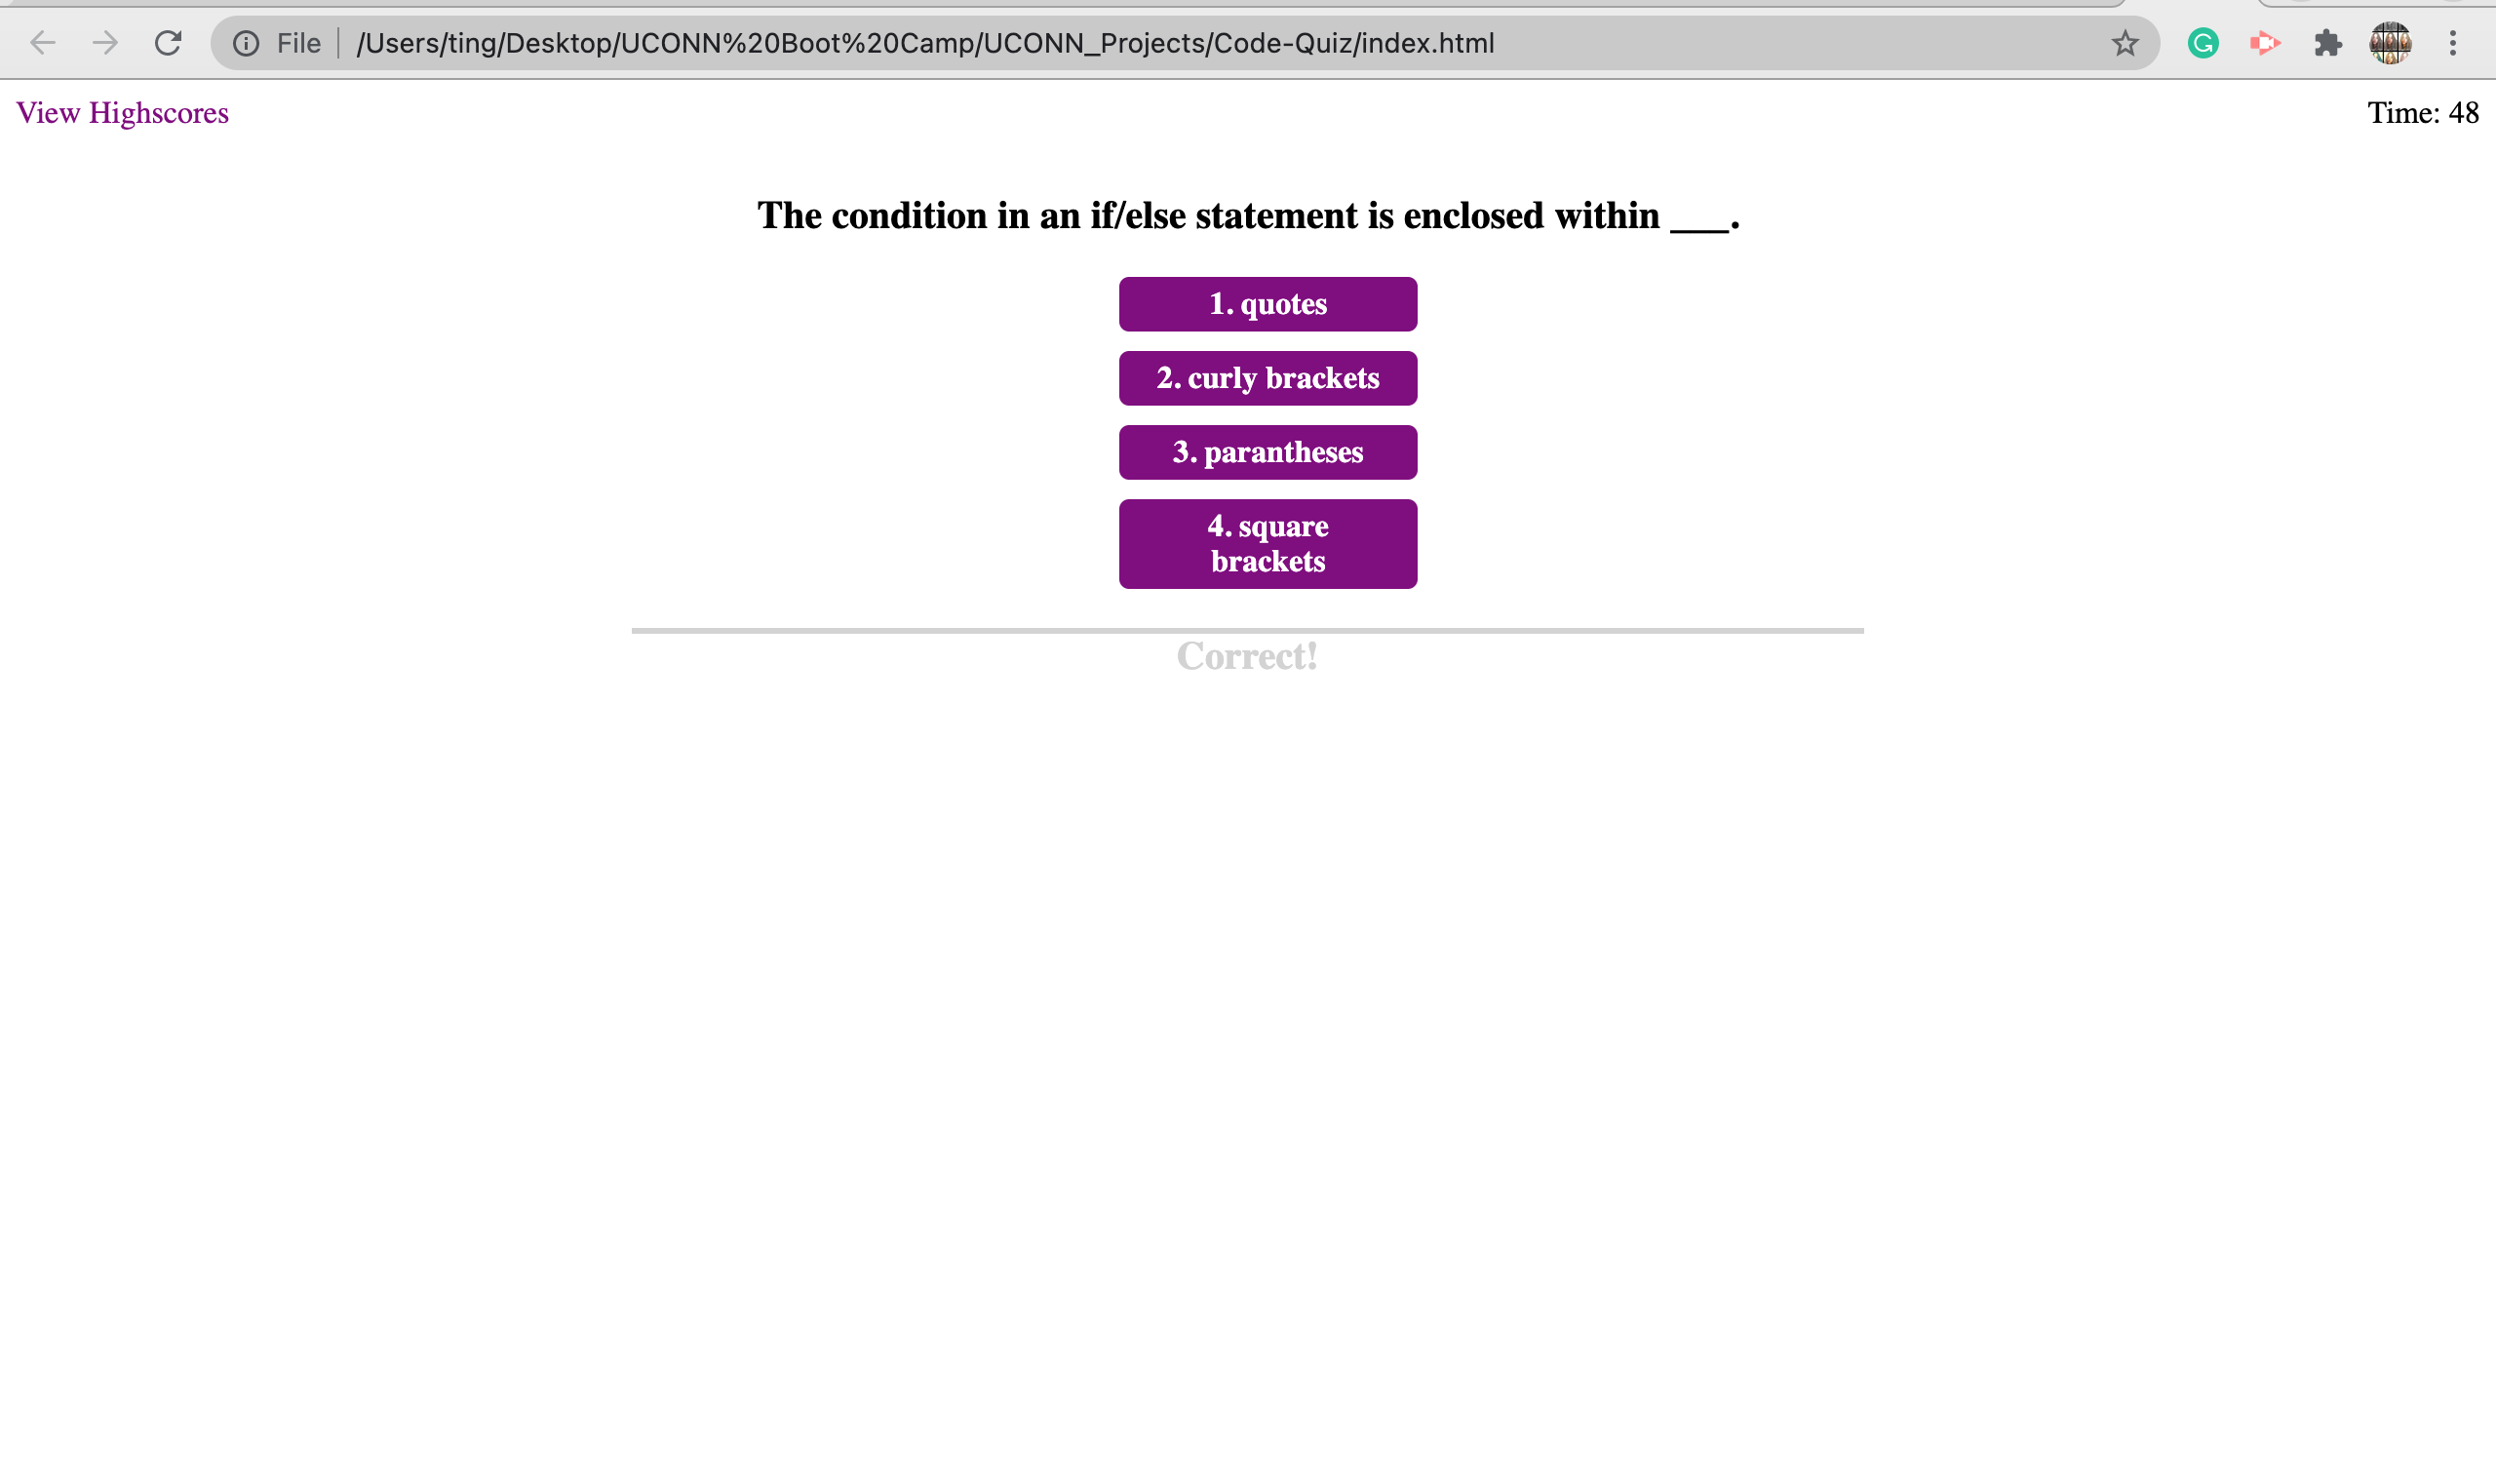 File /Users/ting/Desktop/UCONN%20Boot%20Camp/UCONN_Projects/Code-Quiz/index.html
View Highscores
Time: 48
The condition in an if/else statement is enclosed within ___.
1. quotes
2. curly brackets
3. parantheses
4. square
brackets
Correct!